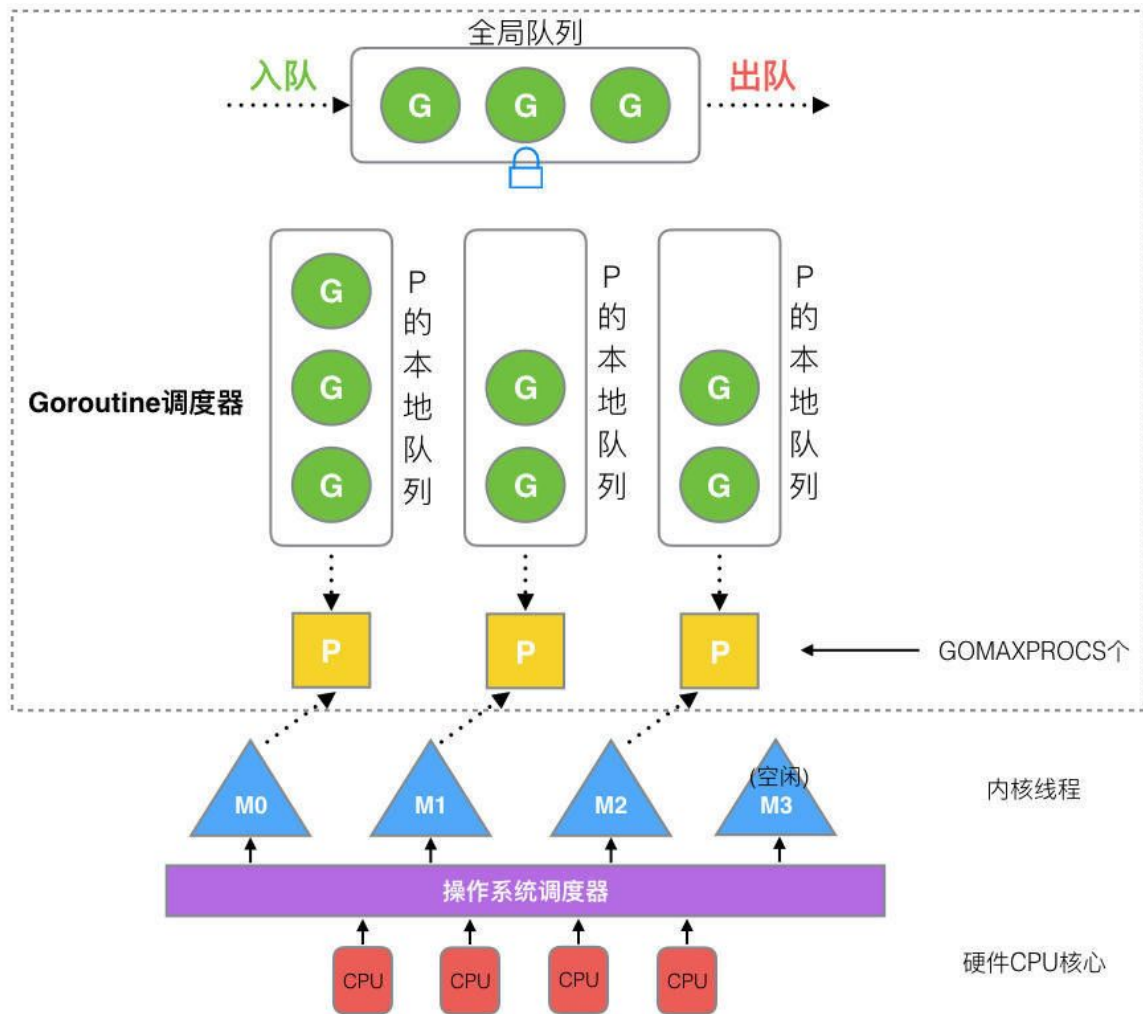 全局队列
入队
出队
G G G
G
P的本地队列
P的本地队列
P的本地队列
G G G
Goroutine调度器
G G G
P P P
GOMAXPROCS个
(空闲)
M0 M1 M2 M3
内核线程
操作系统调度器
CPU CPU CPU CPU
硬件CPU核心